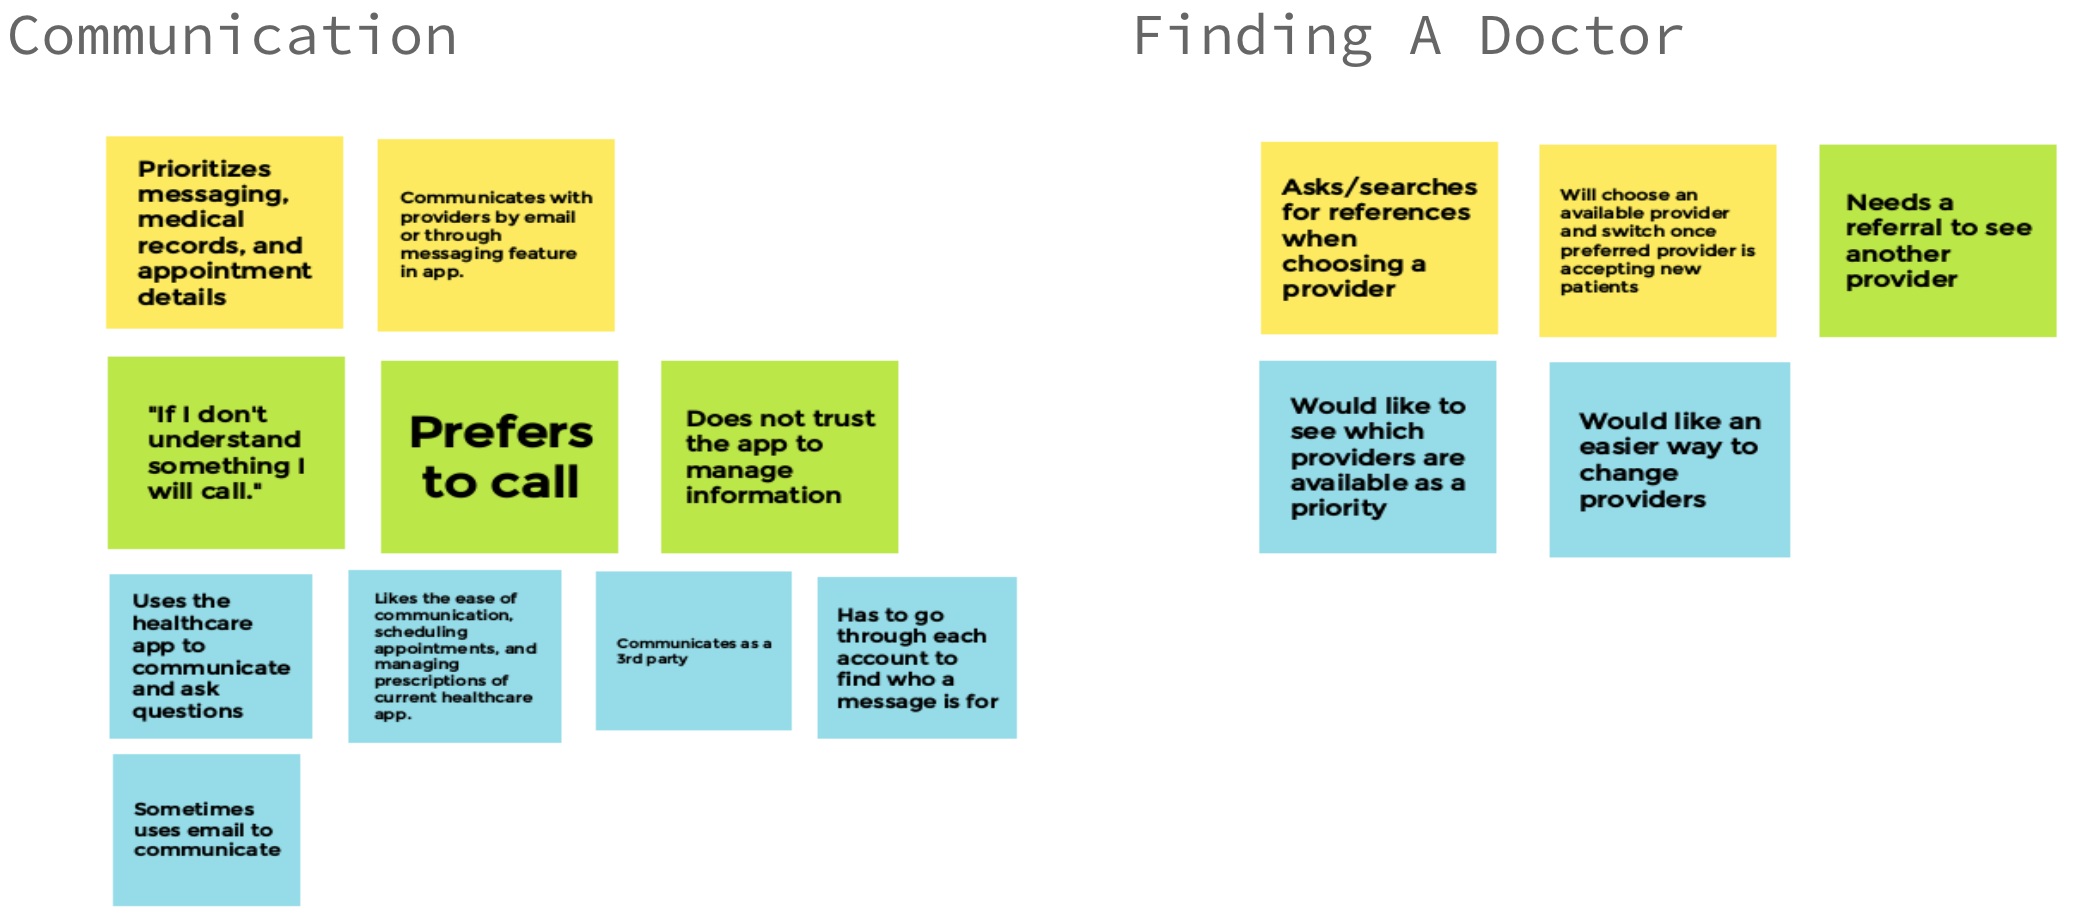 Communication
Prioritizes
messaging,
medical
records, and
appointment
details
Communicates with
providers by email
or through
messaging feature
in app.
"If I don't
understand
something I
will call."
Prefers
to call
Does not trust
the app to
manage
information
Uses the
healthcare
app to
communicate
and ask
questions
Likes the ease of
communication,
scheduling
appointments, and
managing
prescriptions of
current healthcare
app.
Communicates as a
3rd party
Has to go
through each
account to
find who a
message is for
Sometimes
uses email to
communicate
Finding A Doctor
Asks/searches
for references
when
choosing a
provider
Will choose an
available provider
and switch once
preferred provider is
accepting new
patients
Needs a
referral to see
another
provider
Would like to
see which
providers are
available as a
priority
Would like an
easier way to
change
providers